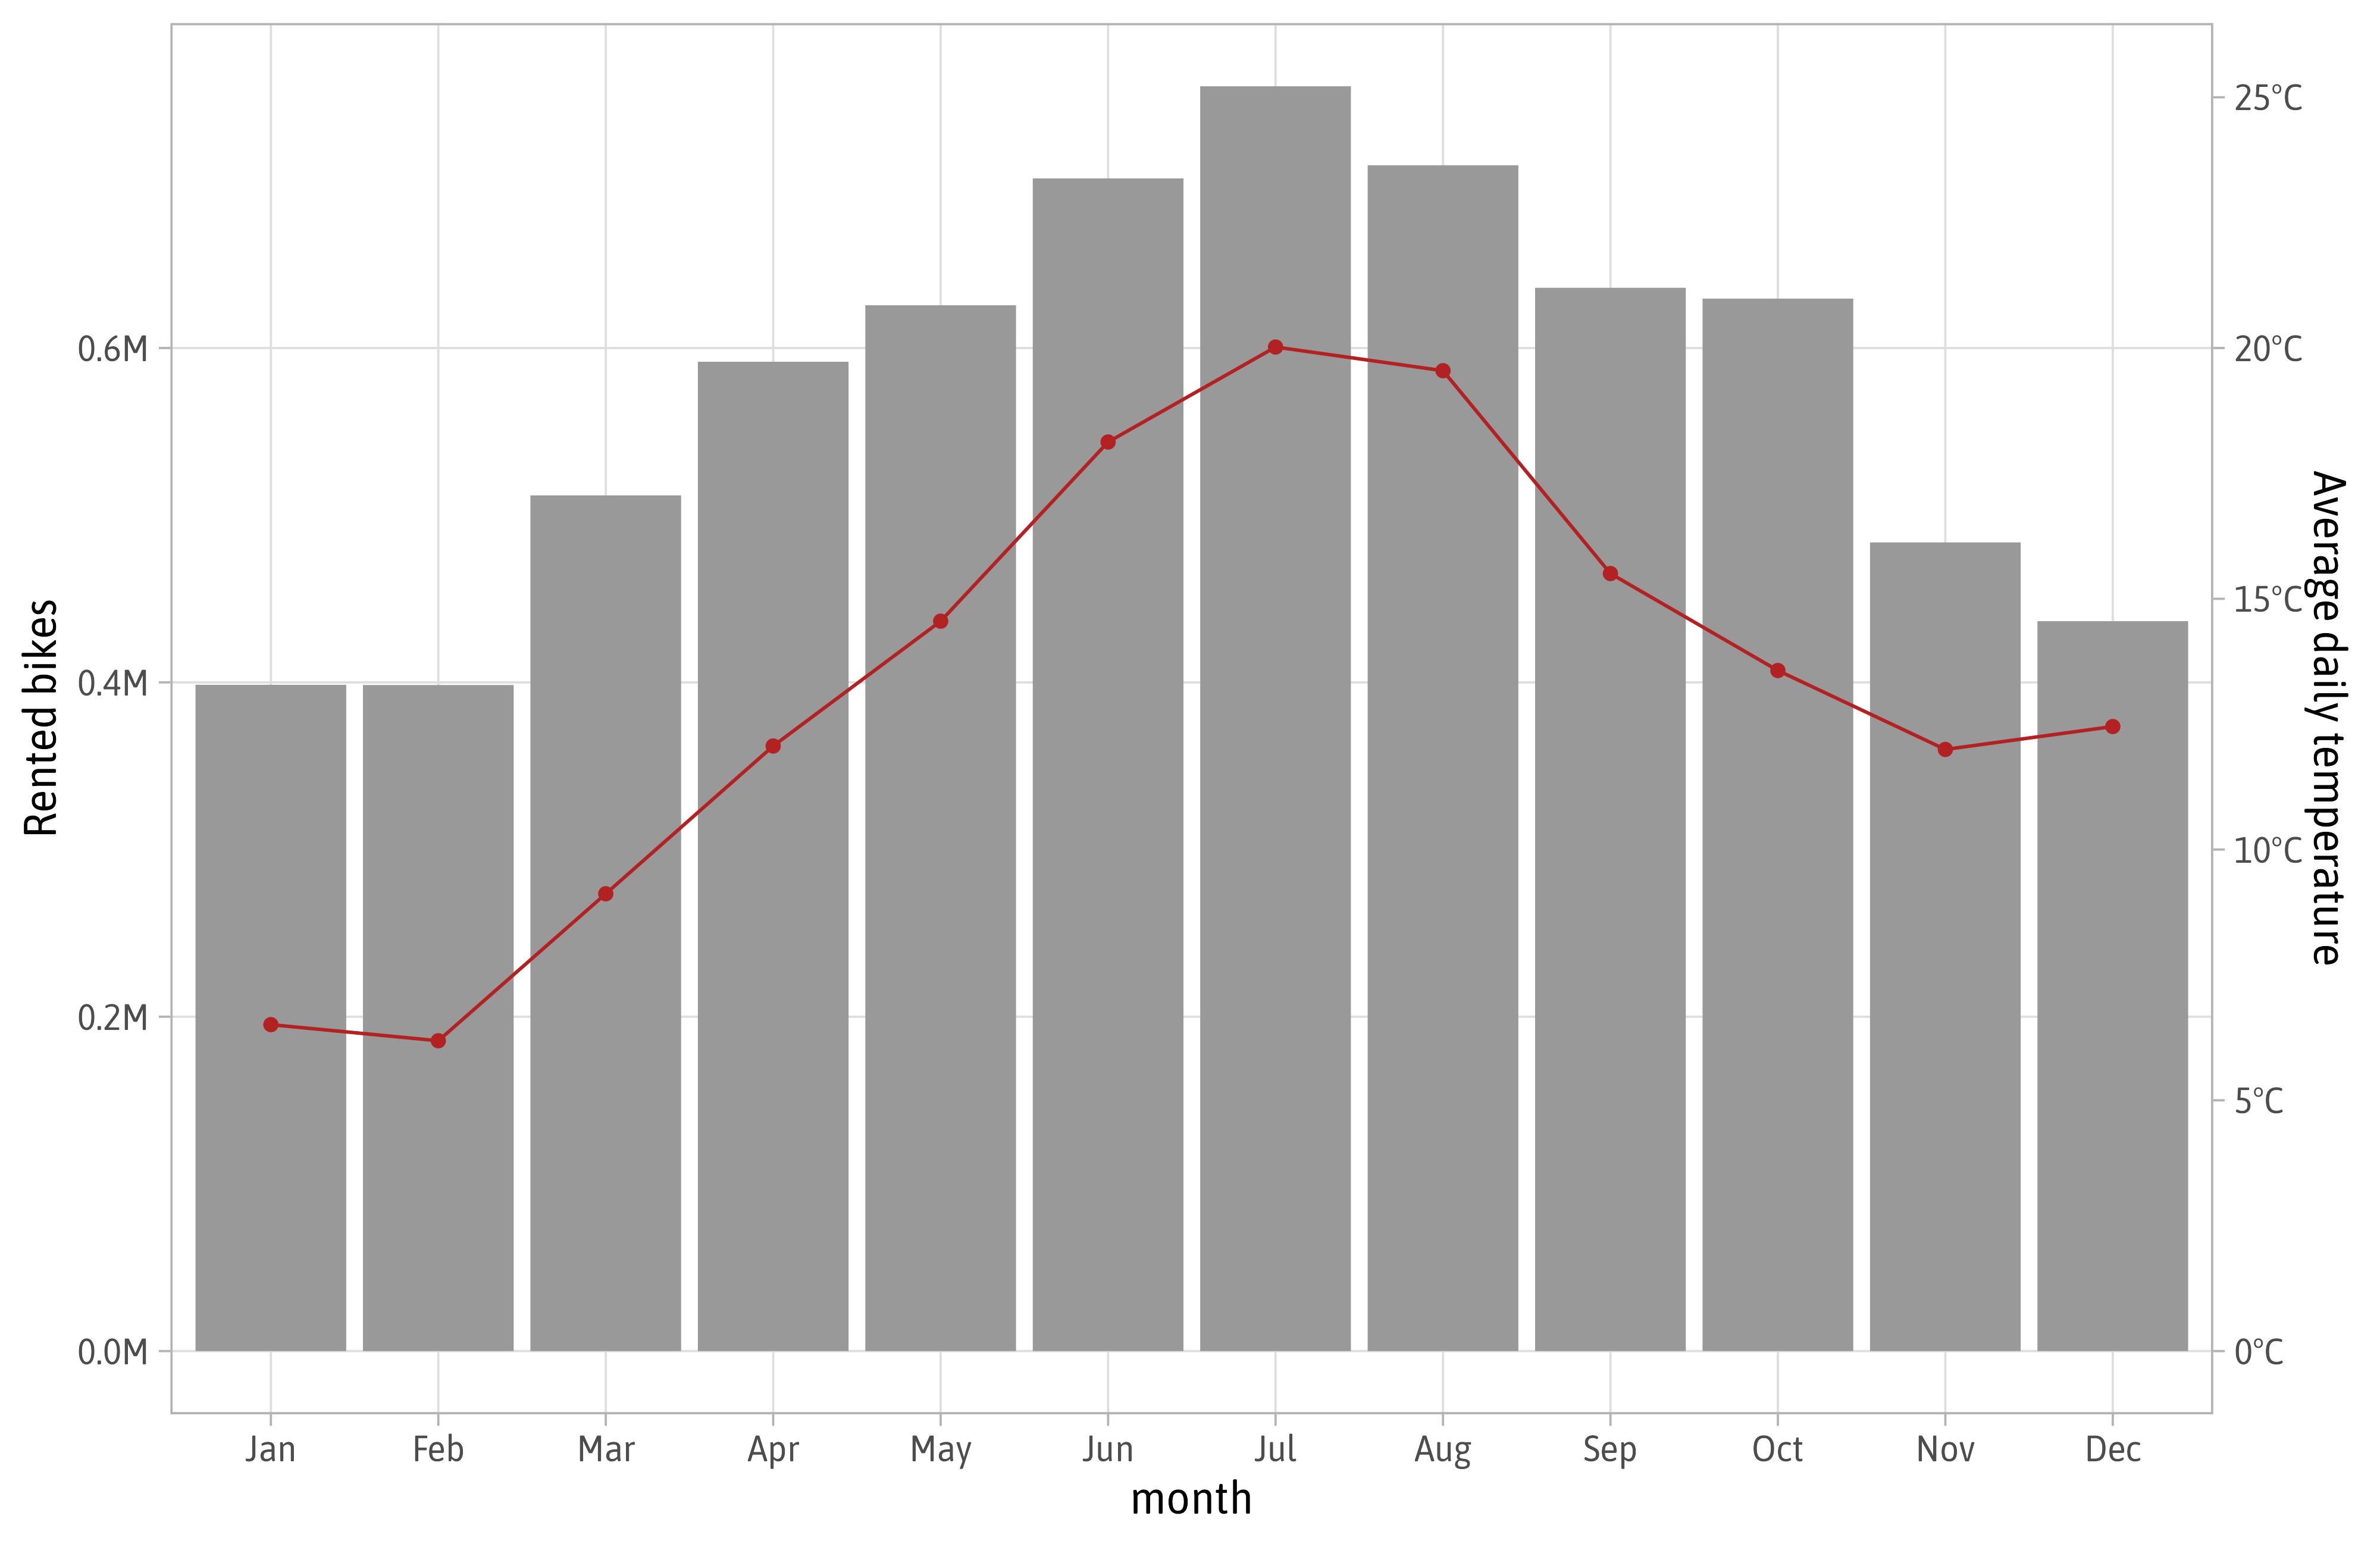 Rented bikes
0.6M
0.4M
0.2M
0.0M
25°C
20°C
15°C
10°C
5°C
0°C
Average daily temperature
Jan Feb Mar Apr May Jun Jul Aug Sep Oct Nov Dec
month